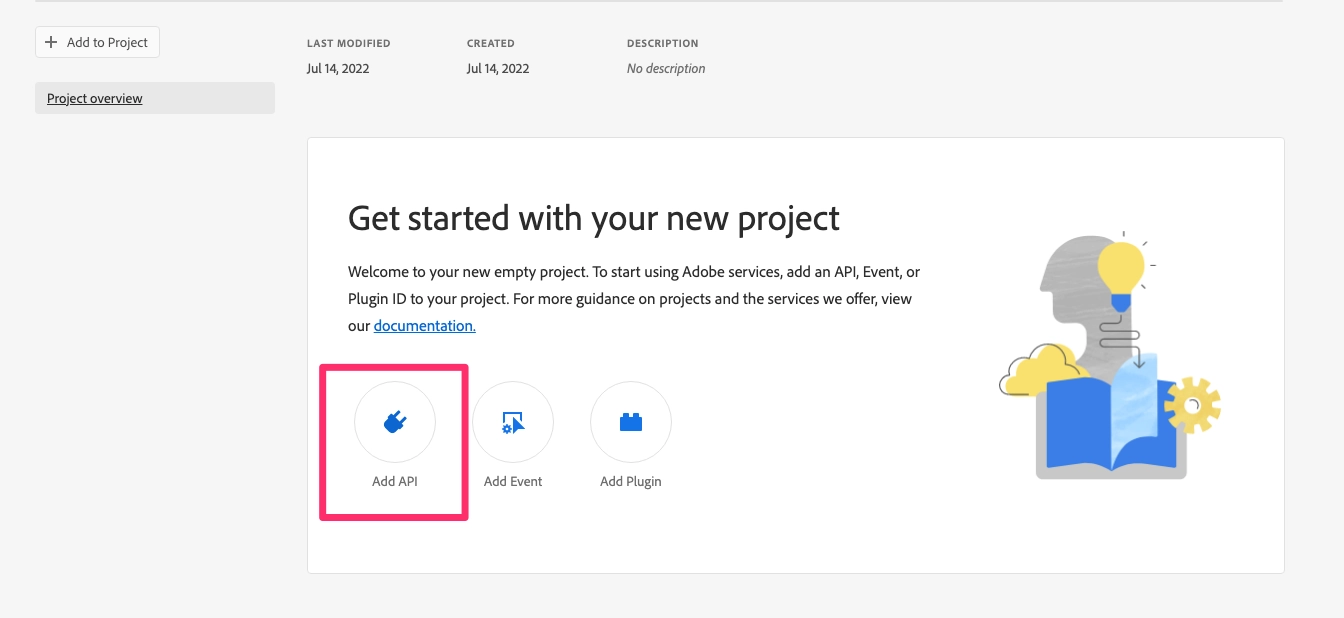 Add to Project
LAST MODIFIED
Jul 14, 2022
CREATED
Jul 14, 2022
DESCRIPTION
No description
Project overview
Get started with your new project
Welcome to your new empty project. To start using Adobe services, add an API, Event, or
Plugin ID to your project. For more guidance on projects and the services we offer, view
our documentation.
Add API
Add Event
Add Plugin